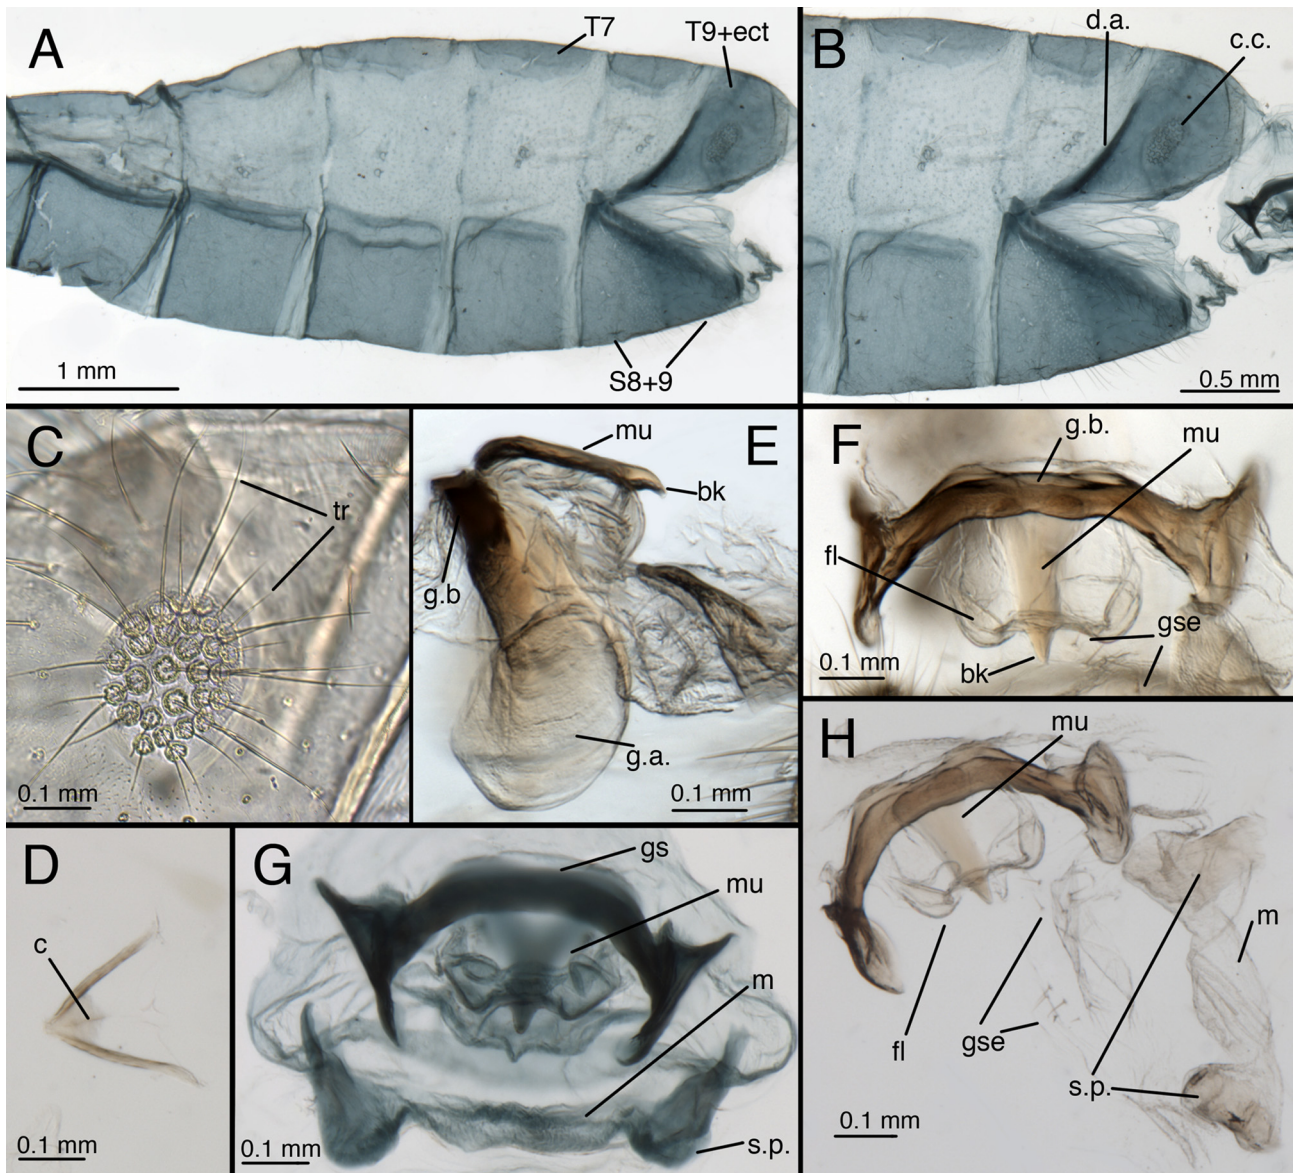 A
T7
T9+ect
S8+9
1 mm
B
d.a.
c.c.
0.5 mm
C
tr
0.1 mm
E
mu
bk
g.b
g.a.
0.1 mm
F
g.b.
mu
fl
gse
bk
0.1 mm
D
c
0.1 mm
G
gs
mu
m
s.p.
0.1 mm
H
mu
m
fl
gse
s.p.
0.1 mm